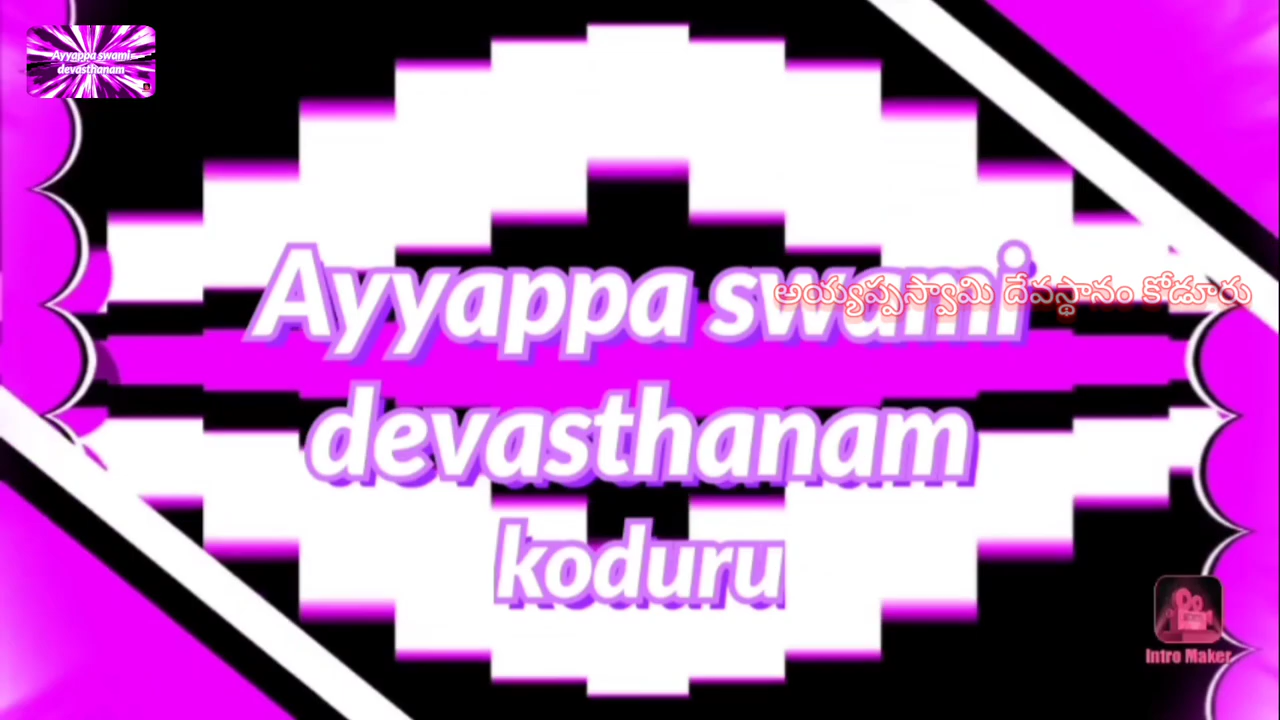 Ayyappa swami
devasthanam
Ayyappa swami
అయ్యప్పస్వామి దేవస్థానం కోడూరు
devasthanam
koduru
Intro Maker